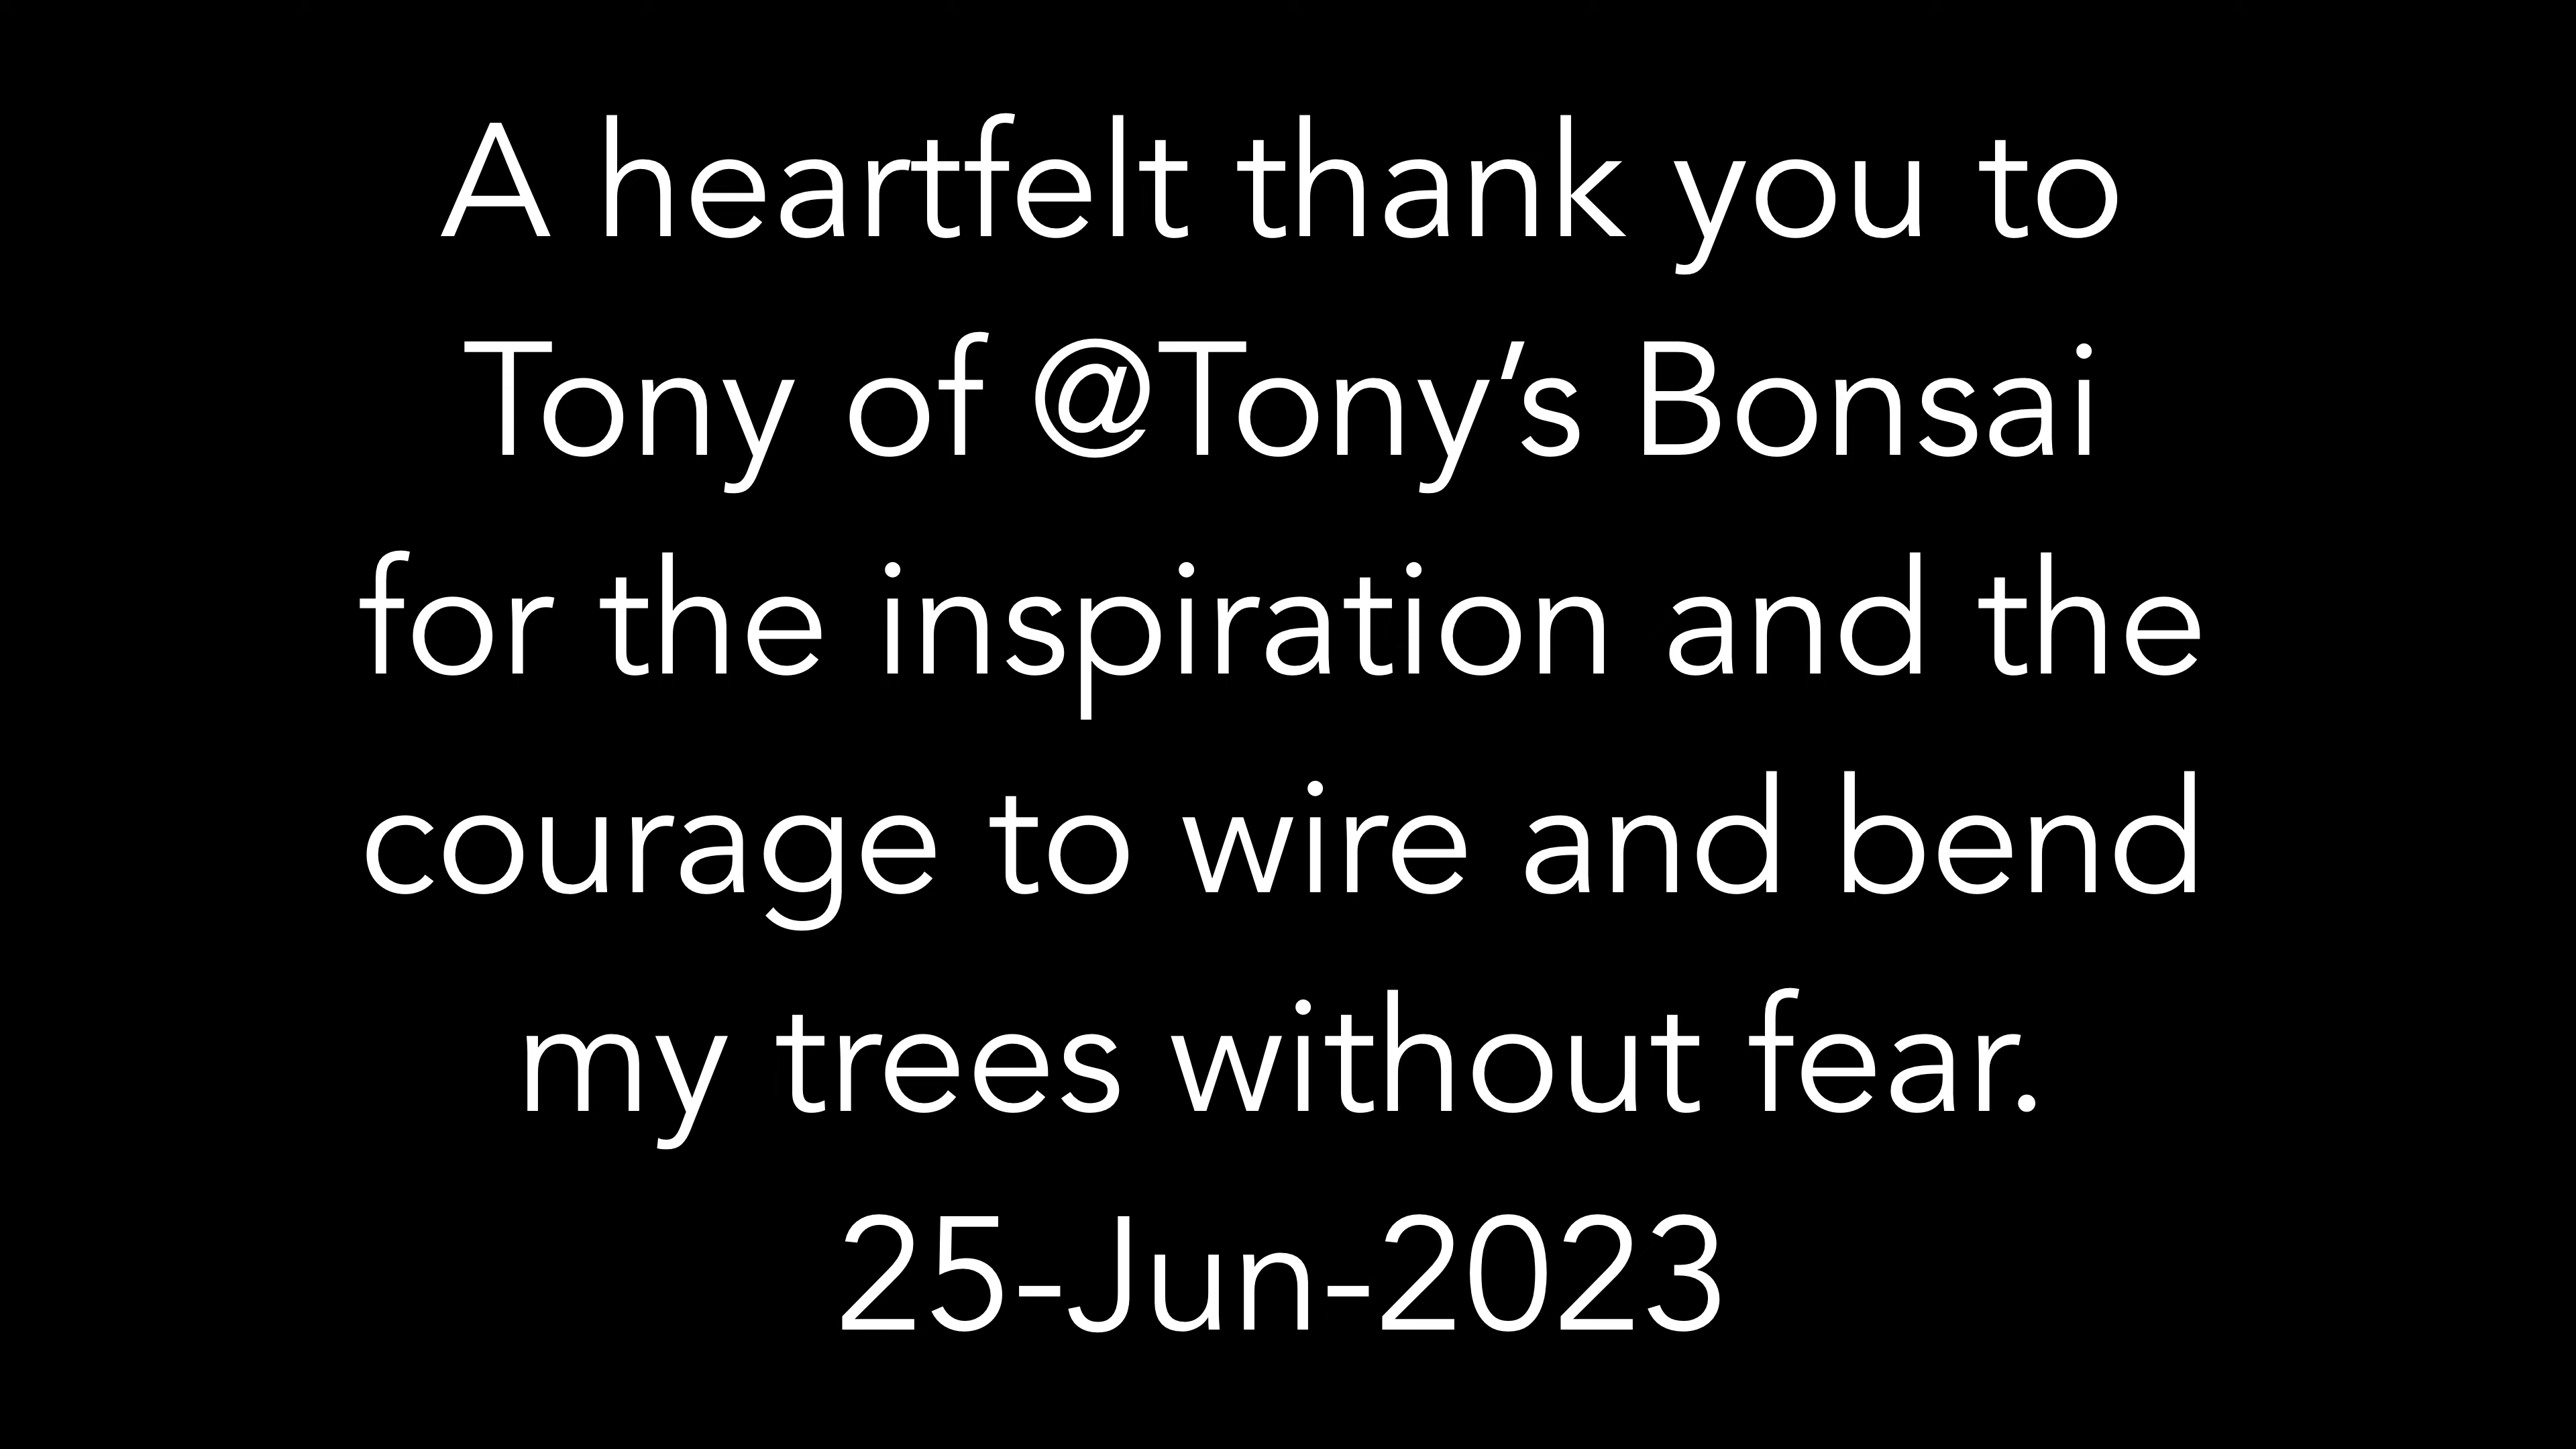 A heartfelt thank you to
Tony of @Tony’s Bonsai
for the inspiration and the
courage to wire and bend
my trees without fear.
25-Jun-2023